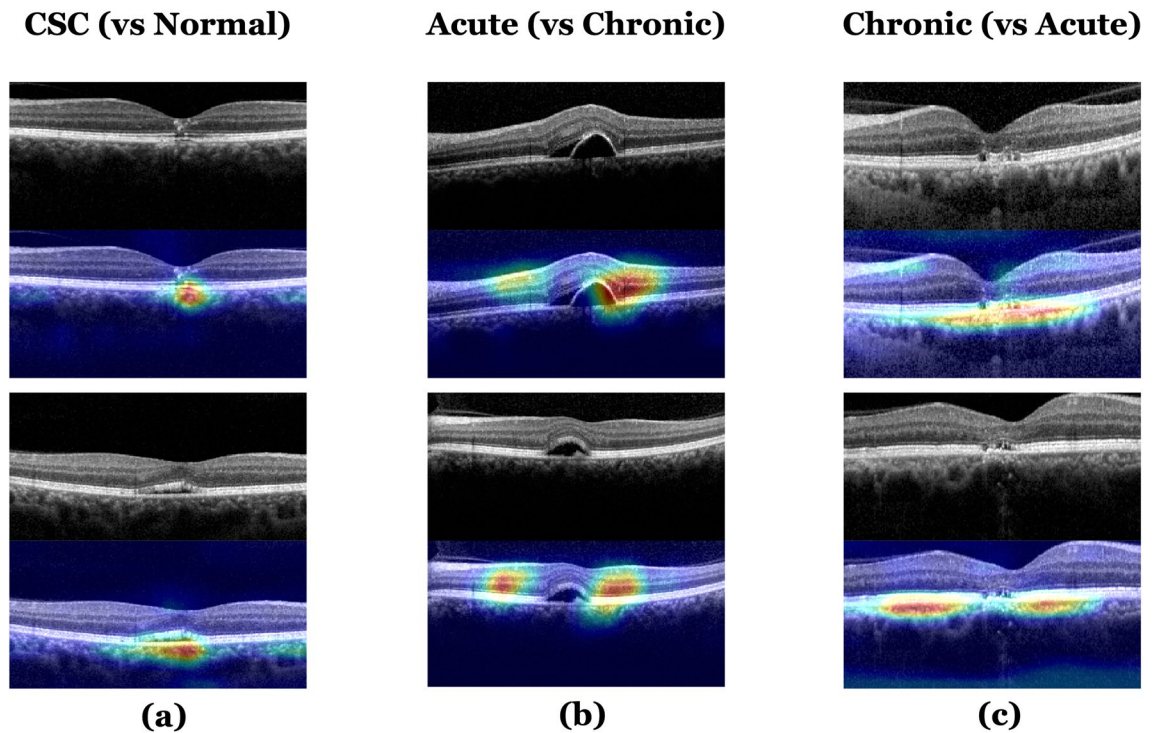 CSC (vs Normal)
Acute (vs Chronic)
Chronic (vs Acute)
(a)
(b)
(c)